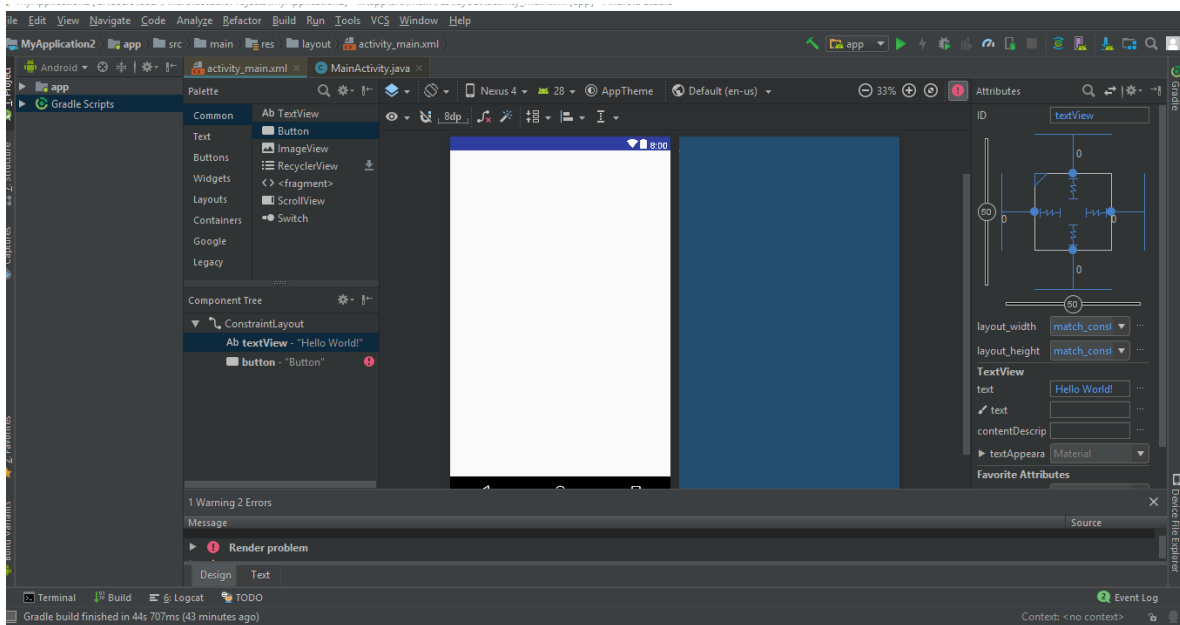 File Edit View Navigate Code Analyze Refactor Build Run Tools VCS Window Help
MyApplication2 app src main res layout activity_main.xml
app
Android
activity_main.xml MainActivity.java
app
Gradle Scripts
Palette
Common
Text
Buttons
Widgets
Layouts
Containers
Google
Legacy
Ab TextView
Button
ImageView
RecyclerView
<> <fragment>
ScrollView
Switch
Component Tree
ConstraintLayout
Ab textView - "Hello World!"
button - "Button"
Nexus 4 28 AppTheme Default (en-us) 33%
8dp
8:00
Attributes
ID textView
0
50
0
0
0
50
layout_width match_const
layout_height match_const
TextView
text Hello World!
text
contentDescrip
textAppeara Material
Favorite Attributes
1 Warning 2 Errors
Message Source
Render problem
Design Text
Terminal Build 6: Logcat TODO 2 Event Log
Gradle build finished in 44s 707ms (43 minutes ago) Context: <no context>
Z: Structure
Captures
2: Favorites
Build Variants
Gradle
Device File Explorer